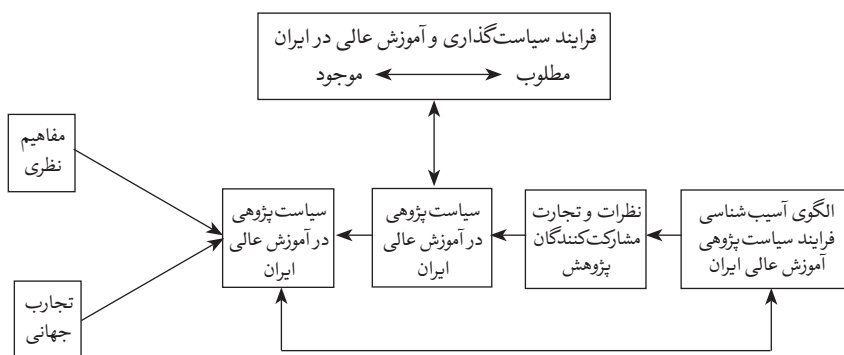 فرایند سیاست‌گذاری و آموزش عالی در ایران
مطلوب موجود
مفاهیم
نظری
الگوی آسیب‌شناسی
فرایند سیاست‌پژوهی
آموزش عالی ایران
نظرات و تجارت
مشارکت‌کنندگان
پژوهش
سیاست‌پژوهی
در آموزش عالی
ایران
سیاست‌پژوهی
در آموزش عالی
ایران
تجارب
جهانی